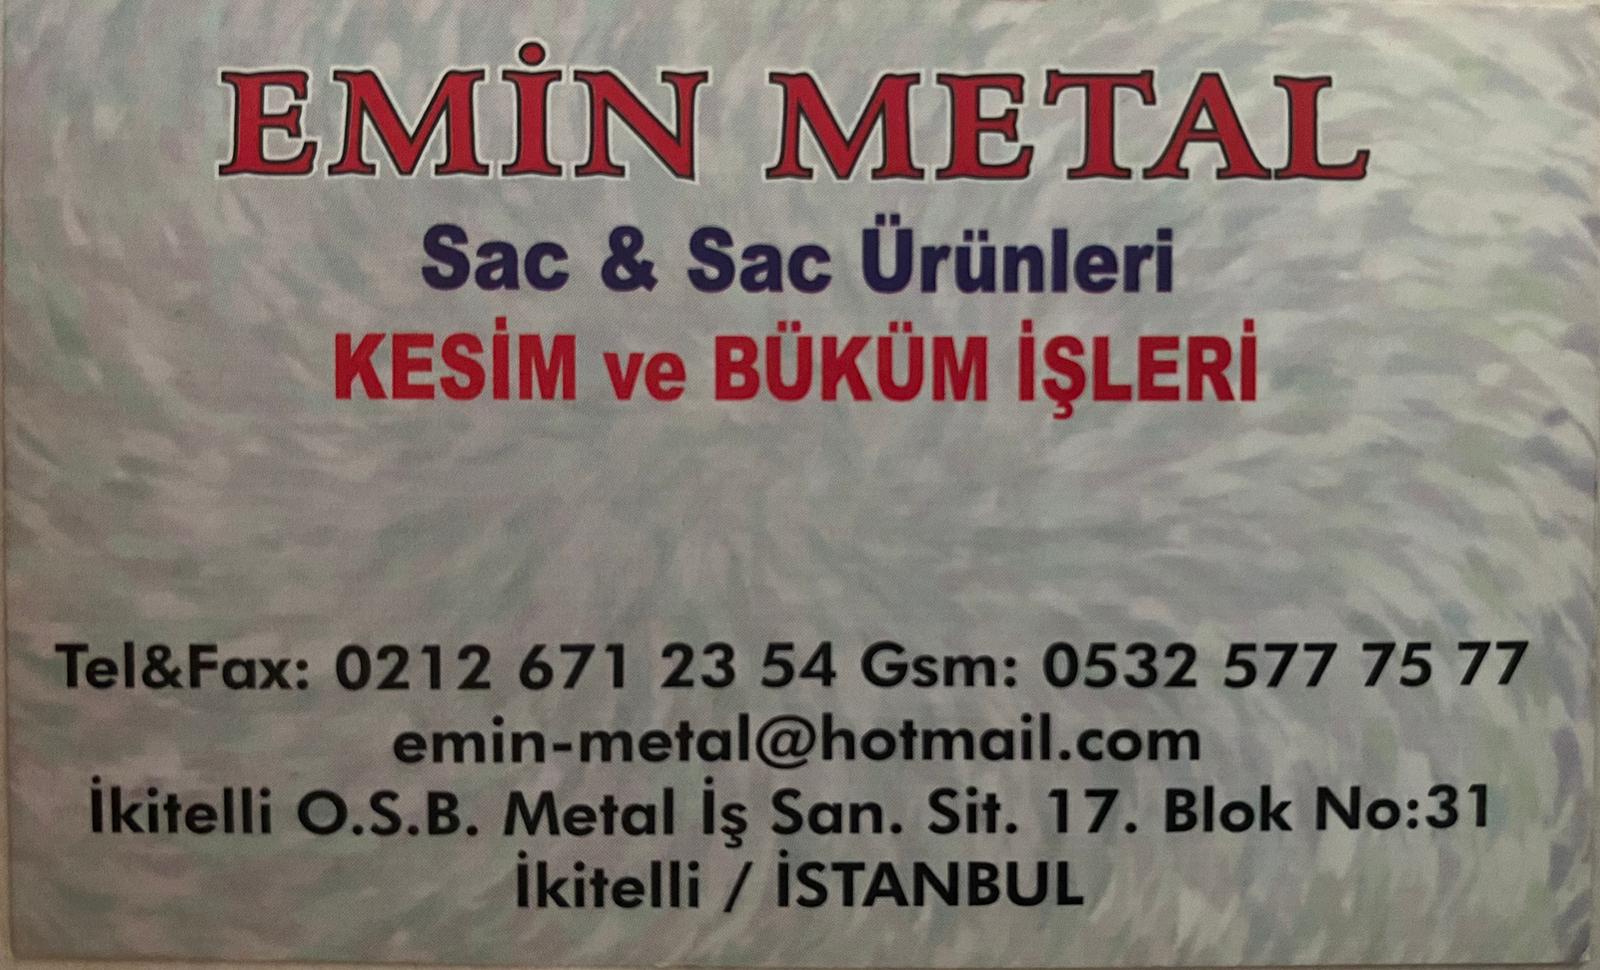 EMİN METAL
Sac & Sac Ürünleri
KESİM ve BÜKÜM İŞLERİ
Tel&Fax: 0212 671 23 54 Gsm: 0532 577 75 77
emin-metal@hotmail.com
İkitelli O.S.B. Metal İş San. Sit. 17. Blok No:31
İkitelli / İSTANBUL